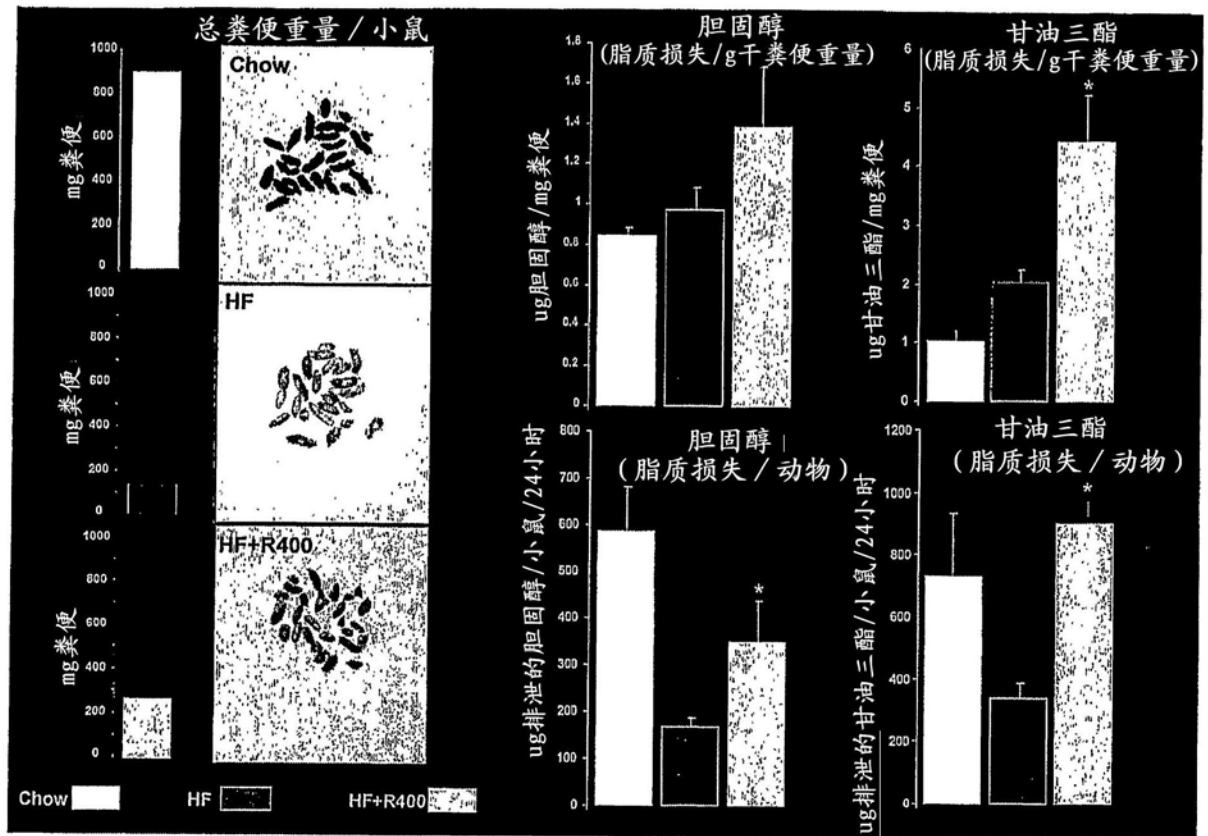 总粪便重量 / 小鼠
1000
800
600
400
200
0
mg粪便
Chow
1000
800
600
400
200
0
mg粪便
HF
1000
800
600
400
200
0
mg粪便
HF+R400
Chow
HF
HF+R400
胆固醇
(脂质损失/g干粪便重量)
ug胆固醇/mg粪便
1.8
1.6
1.4
1.2
1
0.8
0.6
0.4
0.2
0
甘油三酯
(脂质损失/g干粪便重量)
ug甘油三酯/mg粪便
6
5
4
3
2
1
0
*
胆固醇
(脂质损失 / 动物)
ug排泄的胆固醇/小鼠/24小时
800
700
600
500
400
300
200
100
0
*
甘油三酯
(脂质损失 / 动物)
ug排泄的甘油三酯/小鼠/24小时
1200
1000
800
600
400
200
0
*